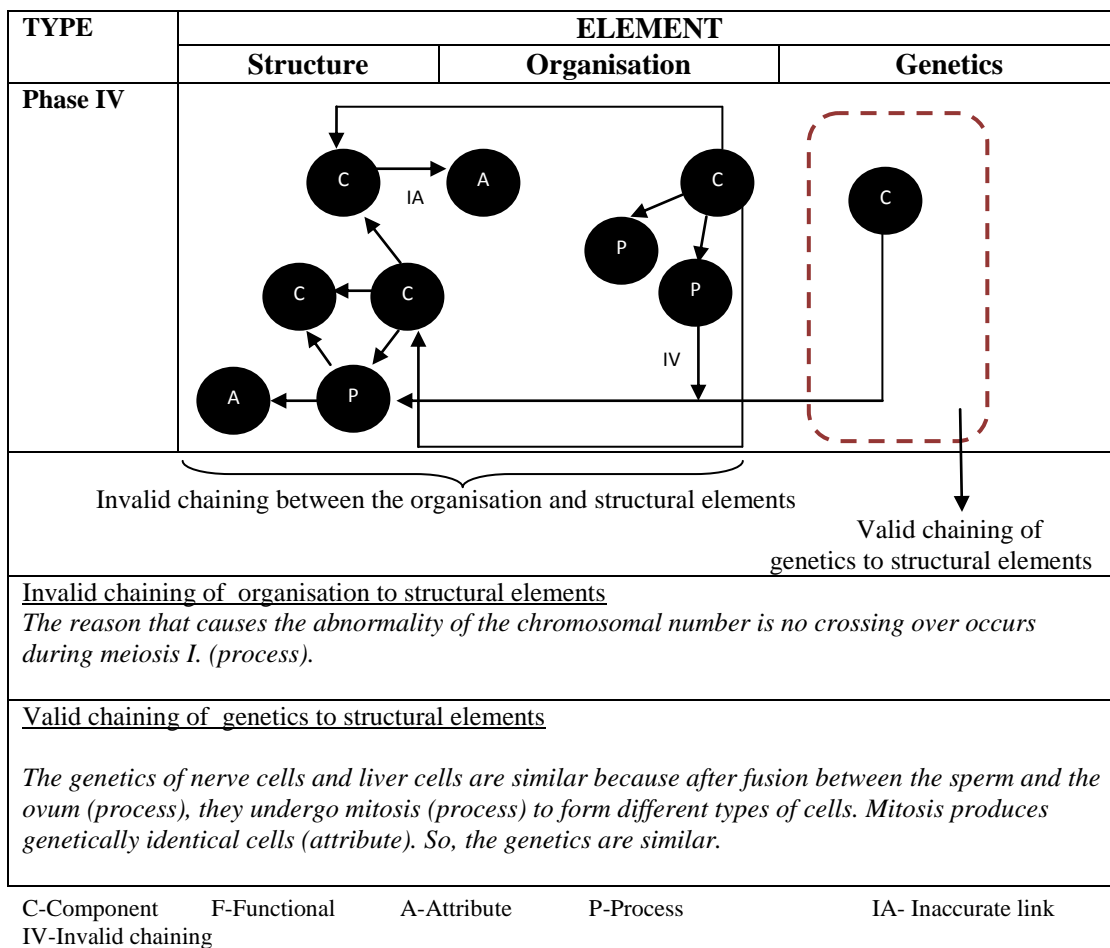 TYPE
ELEMENT
Structure
Organisation
Genetics
Phase IV
C
IA
A
C
C
P
C
C
P
IV
A
P
Invalid chaining between the organisation and structural elements
Valid chaining of
genetics to structural elements
Invalid chaining of organisation to structural elements
The reason that causes the abnormality of the chromosomal number is no crossing over occurs
during meiosis I. (process).
Valid chaining of genetics to structural elements
The genetics of nerve cells and liver cells are similar because after fusion between the sperm and the
ovum (process), they undergo mitosis (process) to form different types of cells. Mitosis produces
genetically identical cells (attribute). So, the genetics are similar.
C-Component F-Functional A-Attribute P-Process IA- Inaccurate link
IV-Invalid chaining